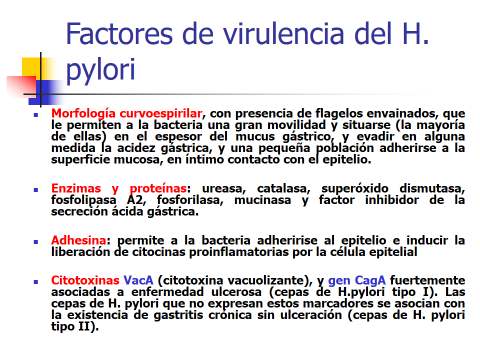 Factores de virulencia del H.
pylori
Morfología curvoespirilar, con presencia de flagelos envainados, que
le permiten a la bacteria una gran movilidad y situarse (la mayoría
de ellas) en el espesor del mucus gástrico, y evadir en alguna
medida la acidez gástrica, y una pequeña población adherirse a la
superficie mucosa, en íntimo contacto con el epitelio.
Enzimas y proteínas: ureasa, catalasa, superóxido dismutasa,
fosfolipasa A2, fosforilasa, mucinasa y factor inhibidor de la
secreción ácida gástrica.
Adhesina: permite a la bacteria adheririse al epitelio e inducir la
liberación de citocinas proinflamatorias por la célula epitelial
Citotoxinas VacA (citotoxina vacuolizante), y gen CagA fuertemente
asociadas a enfermedad ulcerosa (cepas de H.pylori tipo I). Las
cepas de H. pylori que no expresan estos marcadores se asocian con
la existencia de gastritis crónica sin ulceración (cepas de H. pylori
tipo II).